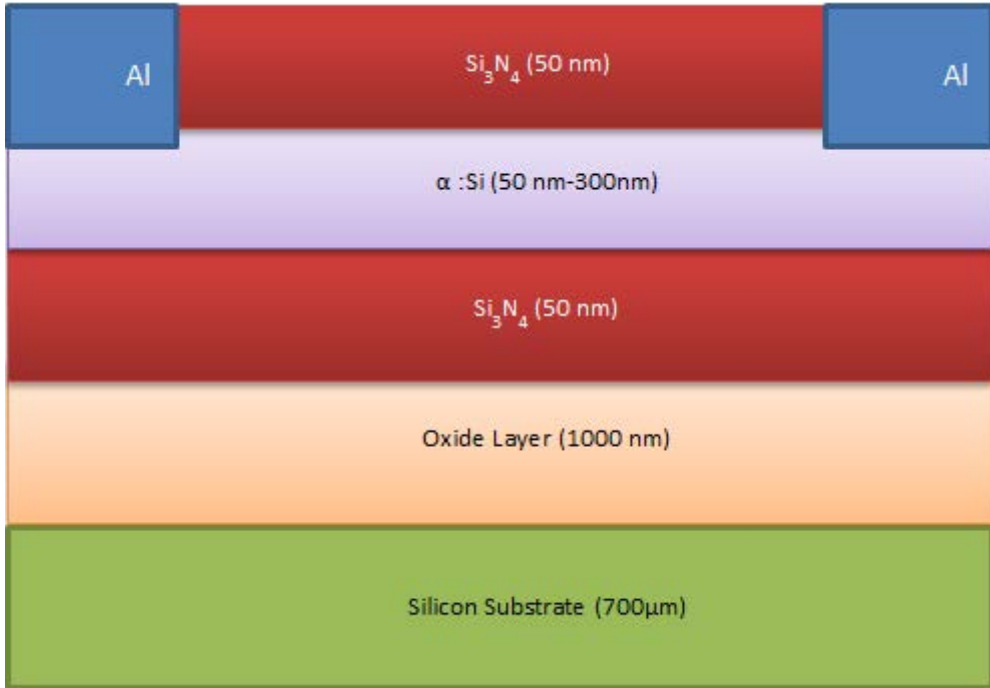 Al
Si₃N₄ (50 nm)
Al
α :Si (50 nm-300nm)
Si₃N₄ (50 nm)
Oxide Layer (1000 nm)
Silicon Substrate (700µm)